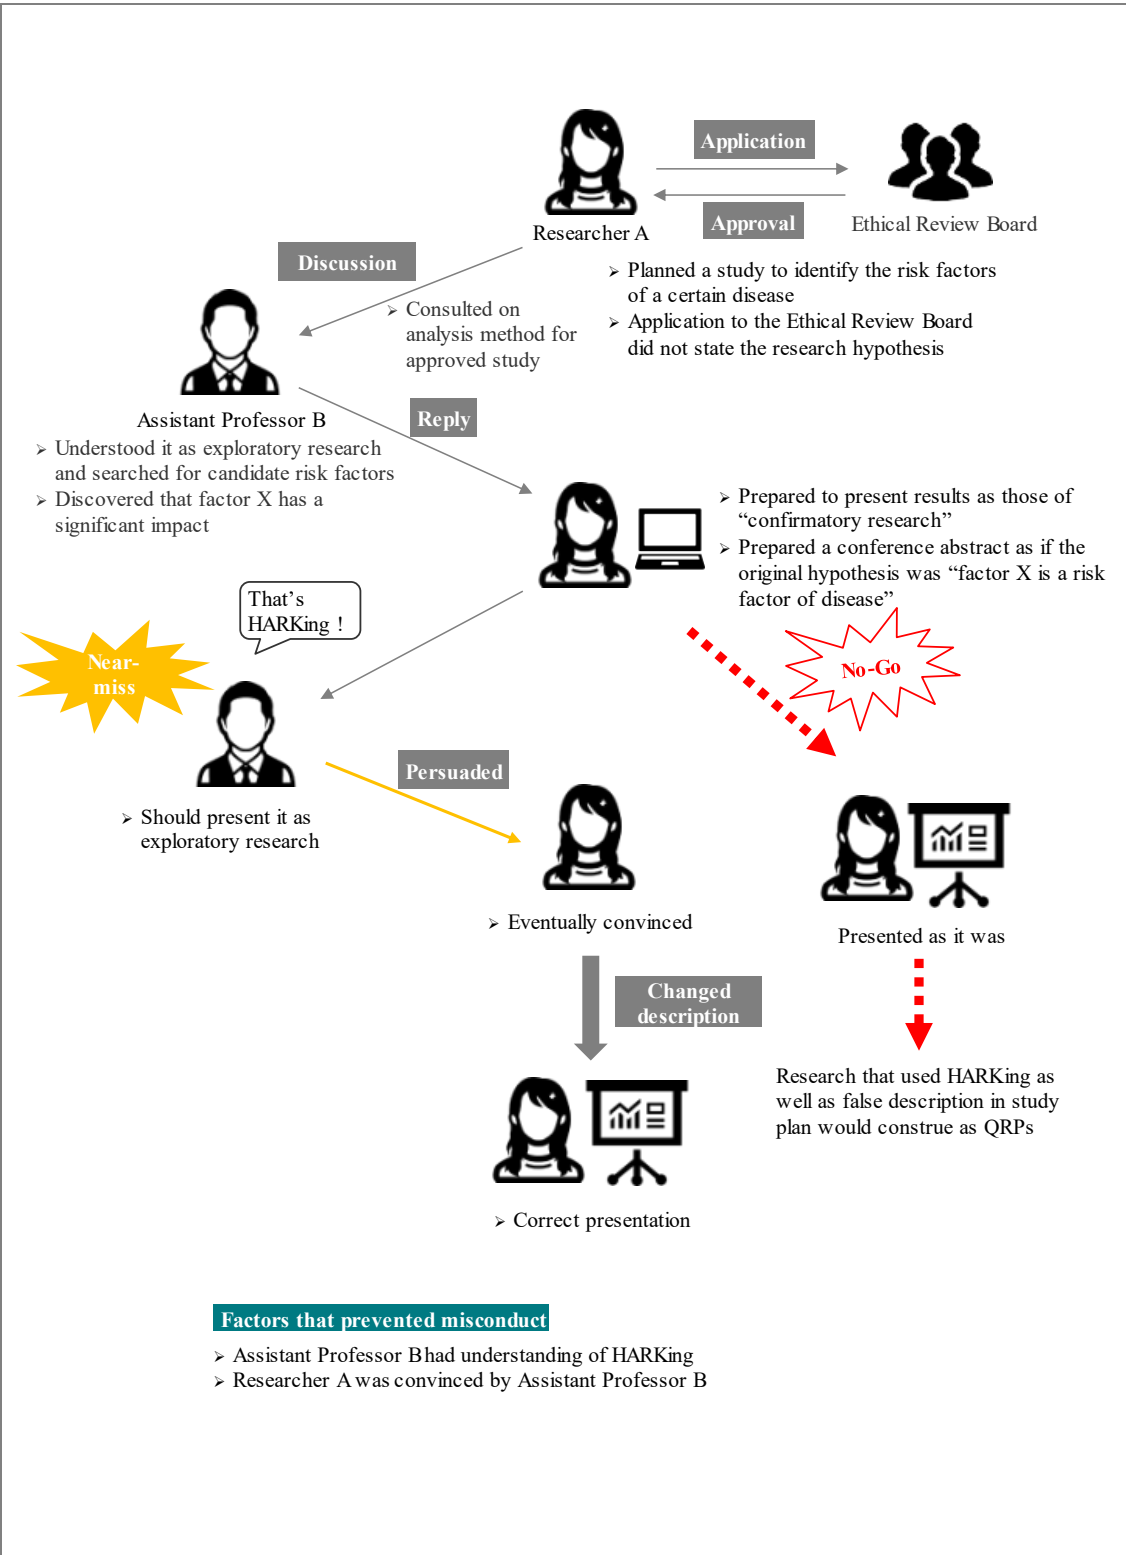 Application
Approval
Researcher A
Ethical Review Board
➢ Planned a study to identify the risk factors
of a certain disease
➢ Application to the Ethical Review Board
did not state the research hypothesis
Discussion
➢ Consulted on
analysis method for
approved study
Assistant Professor B
➢ Understood it as exploratory research
and searched for candidate risk factors
➢ Discovered that factor X has a
significant impact
Reply
➢ Prepared to present results as those of
“confirmatory research”
➢ Prepared a conference abstract as if the
original hypothesis was “factor X is a risk
factor of disease”
That’s
HARKing !
Near-
miss
No-Go
Persuaded
➢ Should present it as
exploratory research
➢ Eventually convinced
Presented as it was
Changed
description
Research that used HARKing as
well as false description in study
plan would construe as QRPs
➢ Correct presentation
Factors that prevented misconduct
➢ Assistant Professor B had understanding of HARKing
➢ Researcher A was convinced by Assistant Professor B